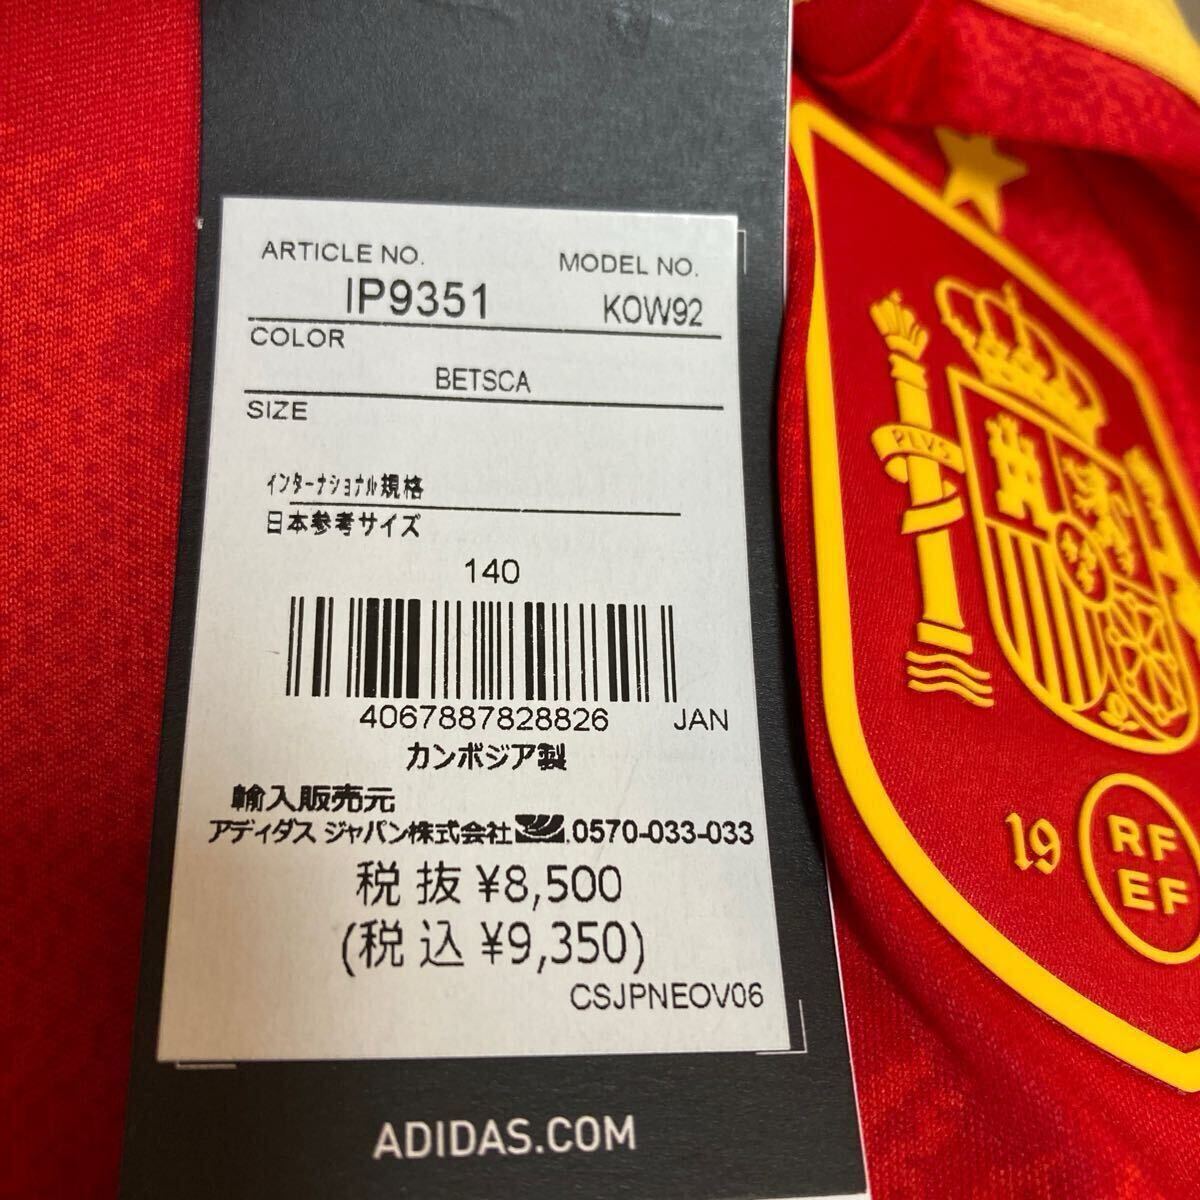 ARTICLE NO. MODEL NO.
IP9351 KOW92
COLOR
BETSCA
SIZE
インターナショナル規格
日本参考サイズ
140
4067887828826 JAN
カンボジア製
輸入販売元
アディダス ジャパン株式会社 0570-033-033
税 抜 ¥8,500
(税 込 ¥9,350)
CSJPNEOV06
ADIDAS.COM
PLVS
19
RF
EF